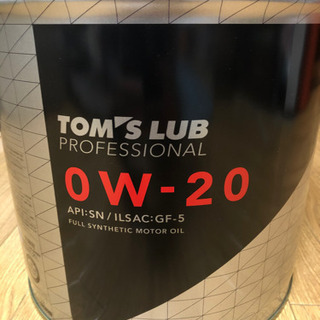 TOM'S LUB
PROFESSIONAL
0W-20
API:SN/ILSAC:GF-5
FULL SYNTHETIC MOTOR OIL